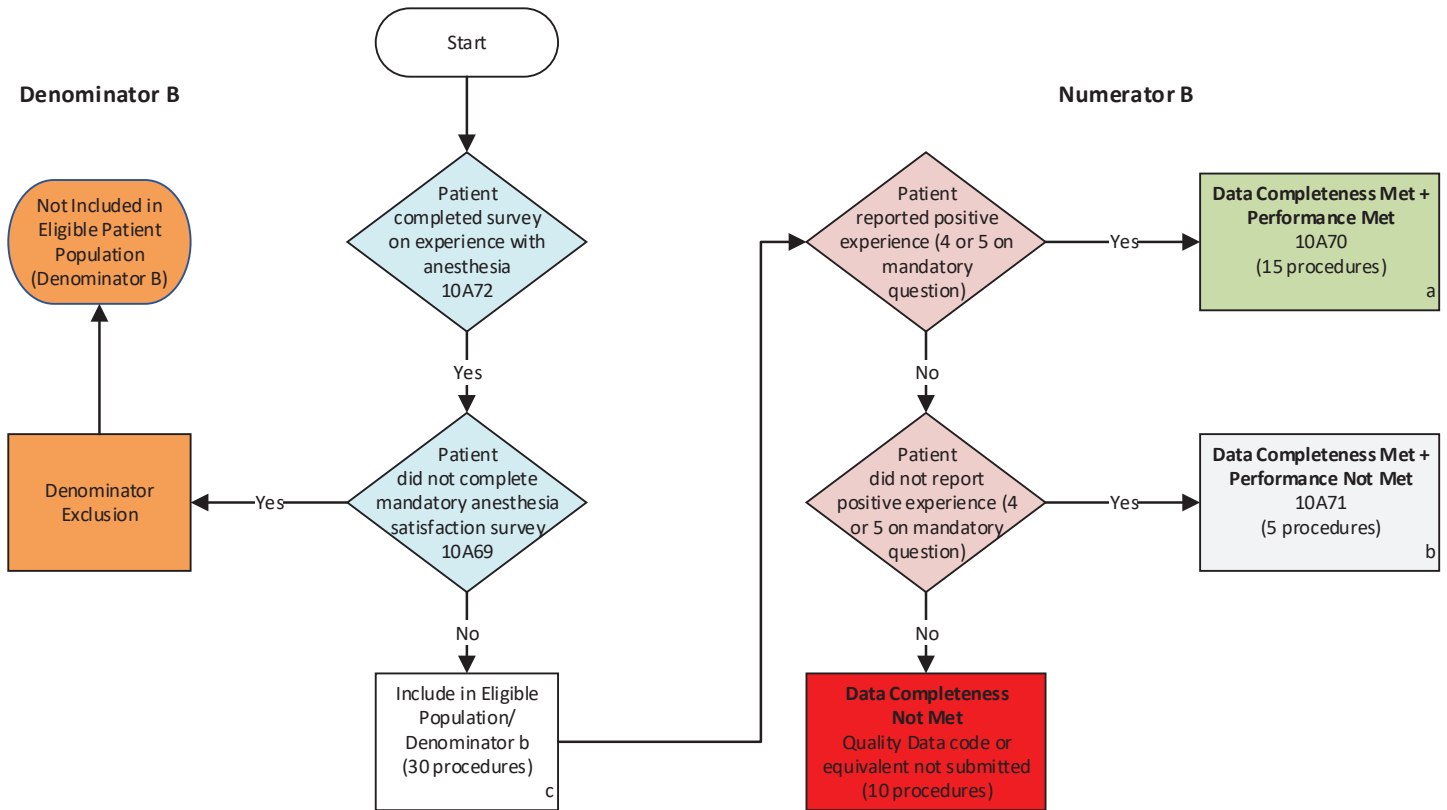 Start
Denominator B
Numerator B
Patient
completed survey
on experience with
anesthesia
10A72
Not Included in
Eligible Patient
Population
(Denominator B)
Yes
Patient
did not complete
mandatory anesthesia
satisfaction survey
10A69
Yes
Denominator
Exclusion
No
Include in Eligible
Population/
Denominator b
(30 procedures)
c
Patient
reported positive
experience (4 or 5 on
mandatory
question)
Yes
Data Completeness Met +
Performance Met
10A70
(15 procedures)
a
No
Patient
did not report
positive experience (4
or 5 on mandatory
question)
Yes
Data Completeness Met +
Performance Not Met
10A71
(5 procedures)
b
No
Data Completeness
Not Met
Quality Data code or
equivalent not submitted
(10 procedures)